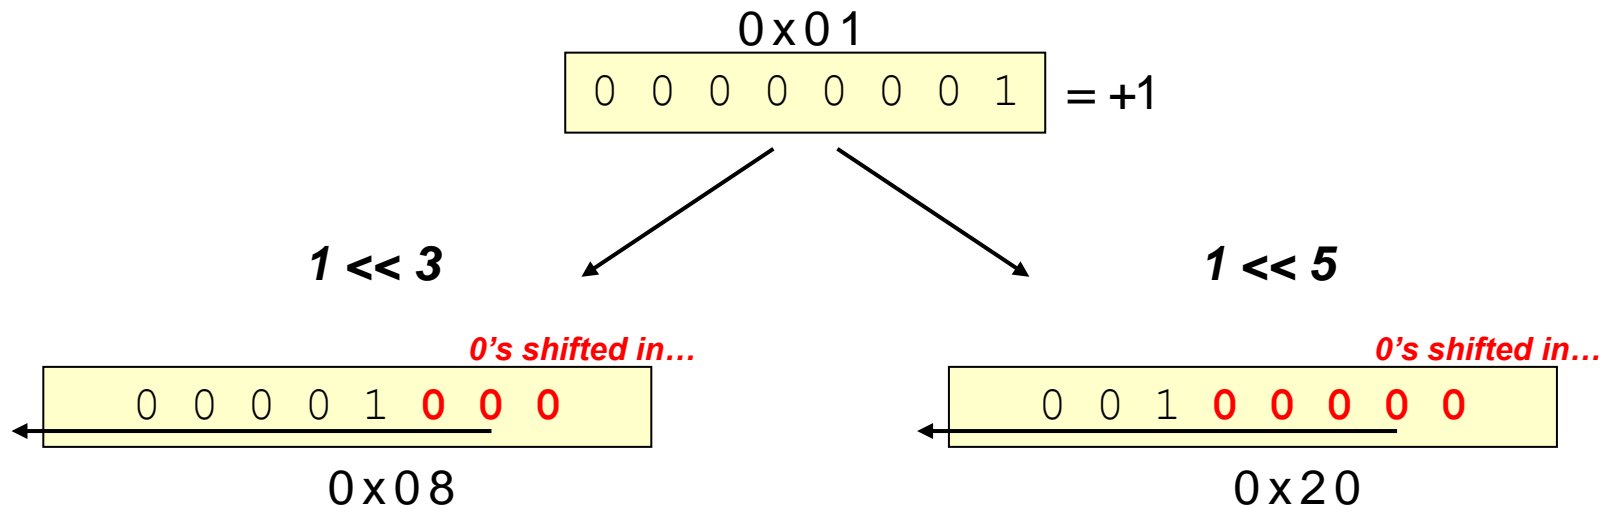 0x01
0 0 0 0 0 0 0 1 = +1
1 << 3
1 << 5
0's shifted in…
0's shifted in…
0 0 0 0 1 0 0 0
0 0 1 0 0 0 0 0
0x08
0x20